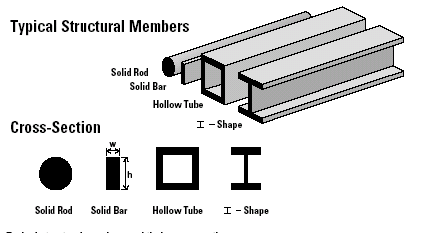 Typical Structural Members
Solid Rod
Solid Bar
Hollow Tube
I – Shape
Cross-Section
w
h
Solid Rod Solid Bar Hollow Tube I – Shape